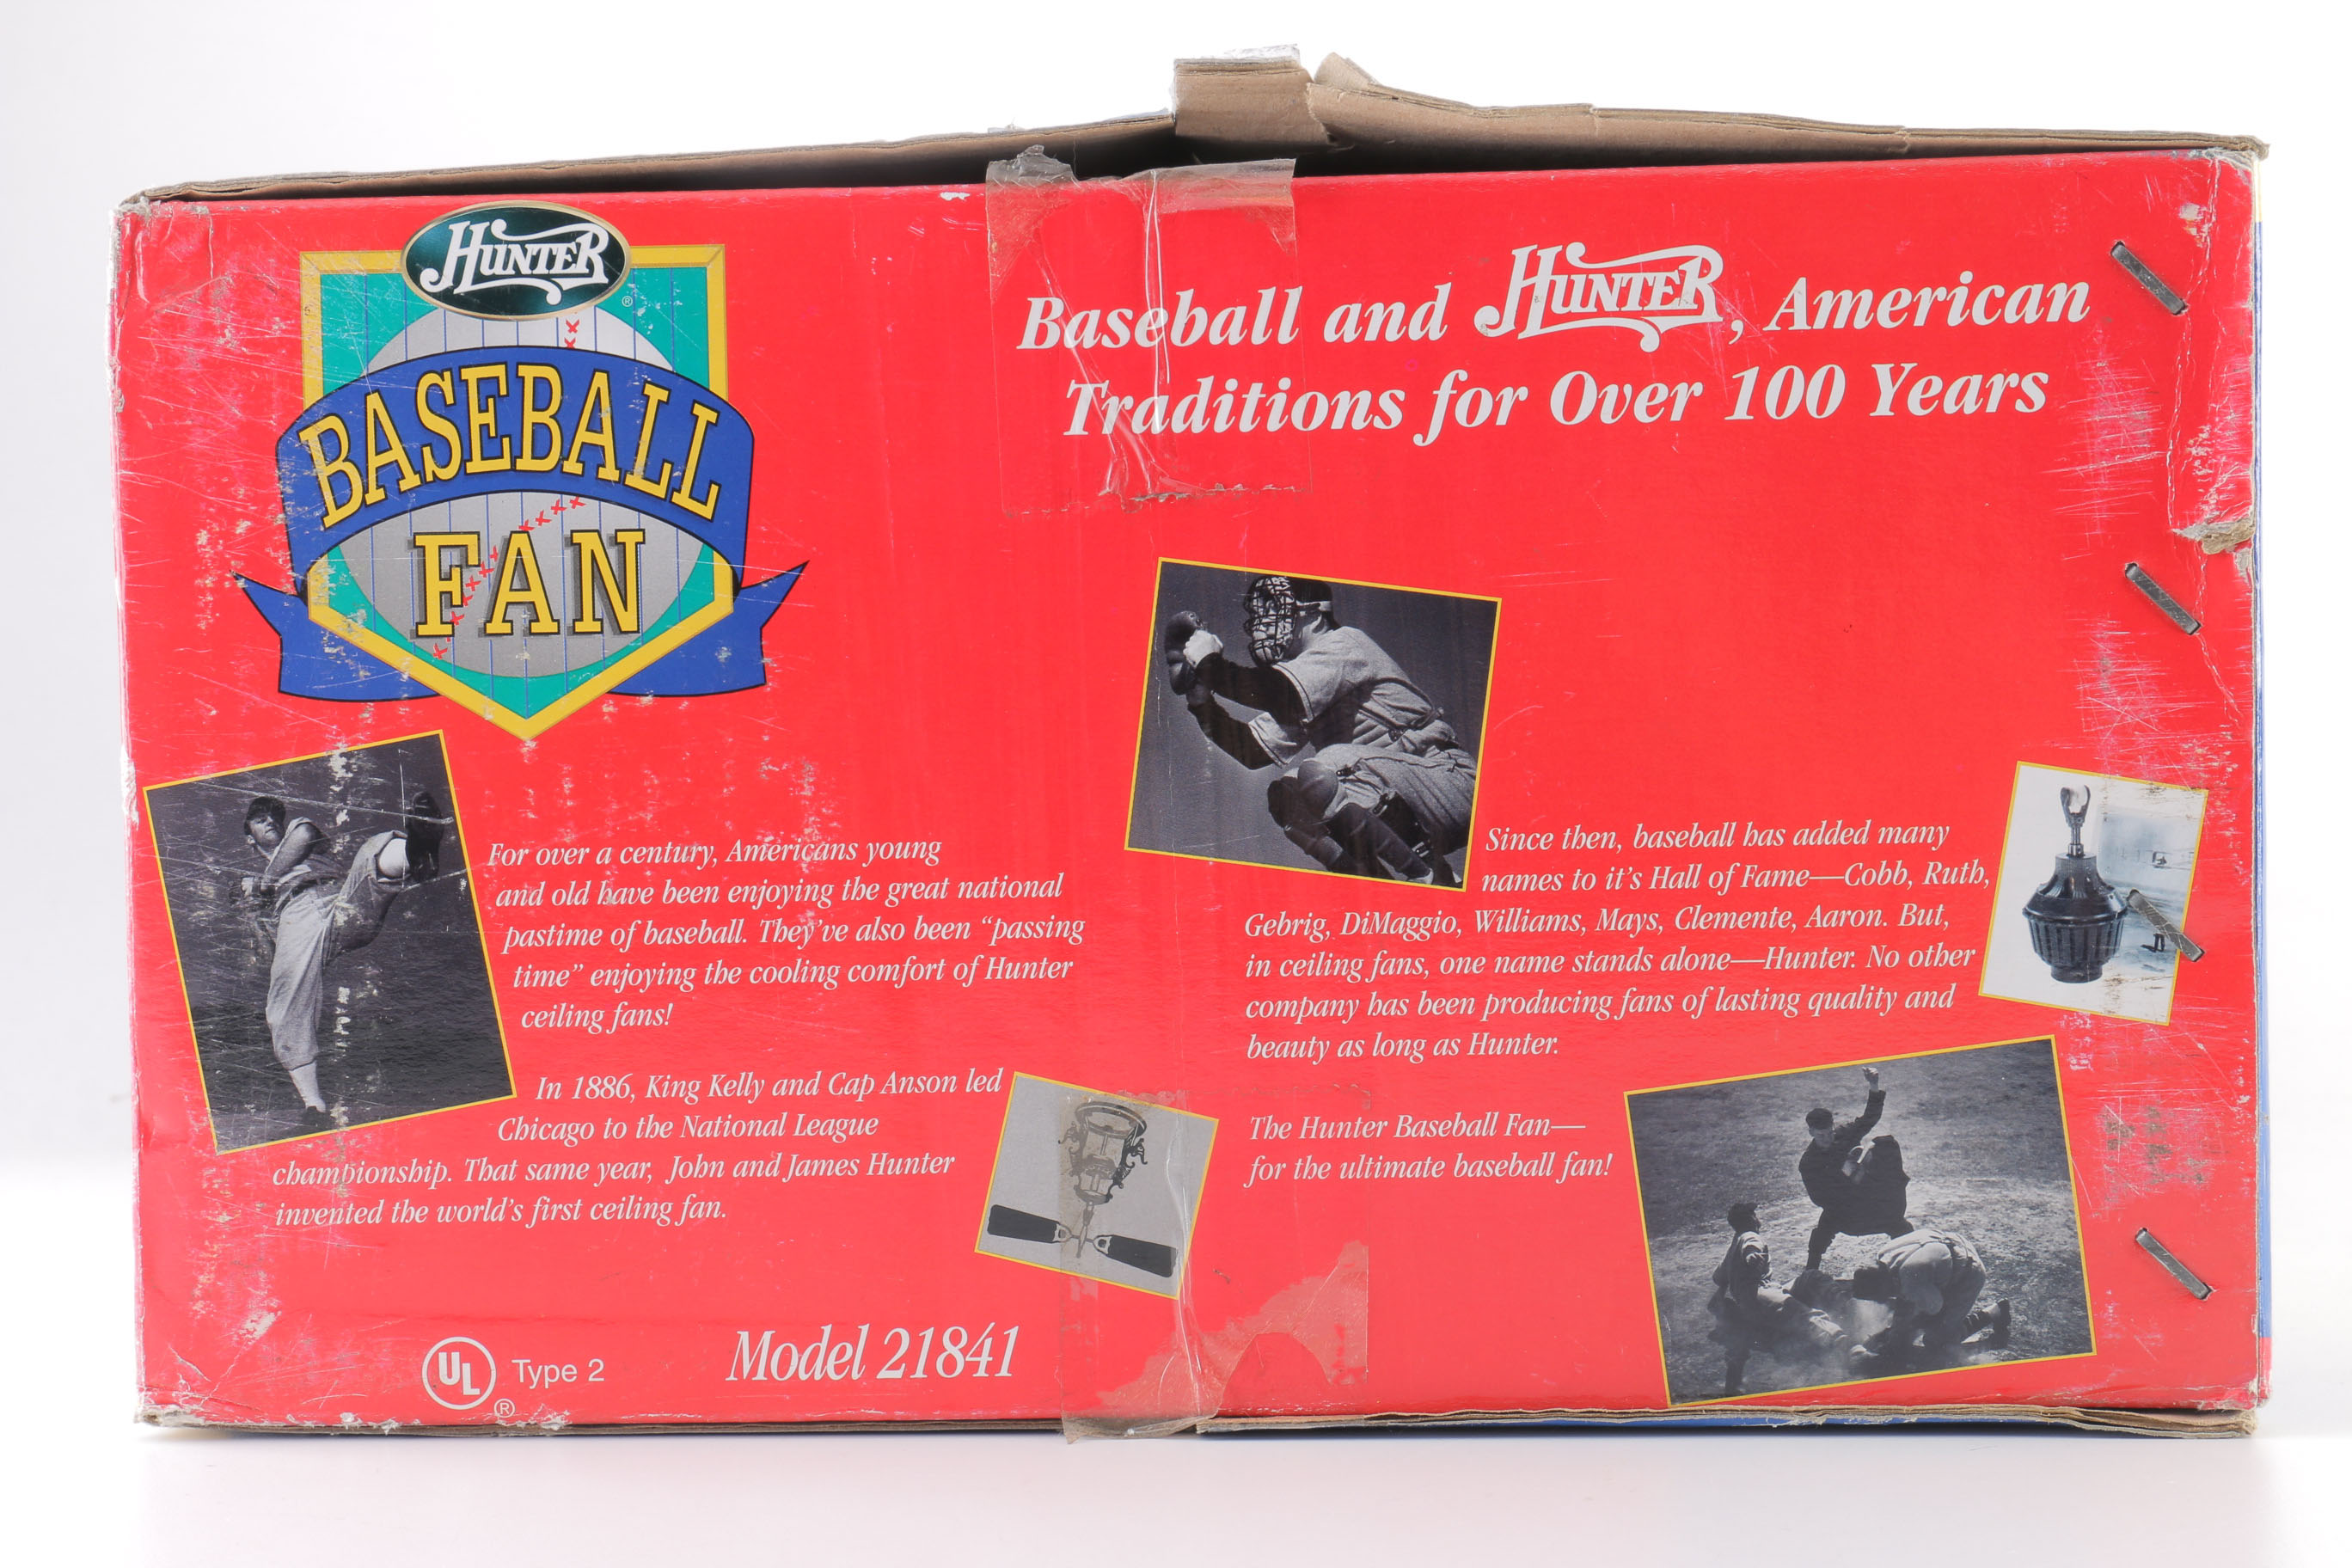 HUNTER
®
BASEBALL
FAN
Baseball and HUNTER, American
Traditions for Over 100 Years
For over a century, Americans young
and old have been enjoying the great national
pastime of baseball. They've also been “passing
time” enjoying the cooling comfort of Hunter
ceiling fans!
In 1886, King Kelly and Cap Anson led
Chicago to the National League
championship. That same year, John and James Hunter
invented the world's first ceiling fan.
Since then, baseball has added many
names to it's Hall of Fame—Cobb, Ruth,
Gehrig, DiMaggio, Williams, Mays, Clemente, Aaron. But,
in ceiling fans, one name stands alone—Hunter. No other
company has been producing fans of lasting quality and
beauty as long as Hunter.
The Hunter Baseball Fan—
for the ultimate baseball fan!
UL ® Type 2
Model 21841